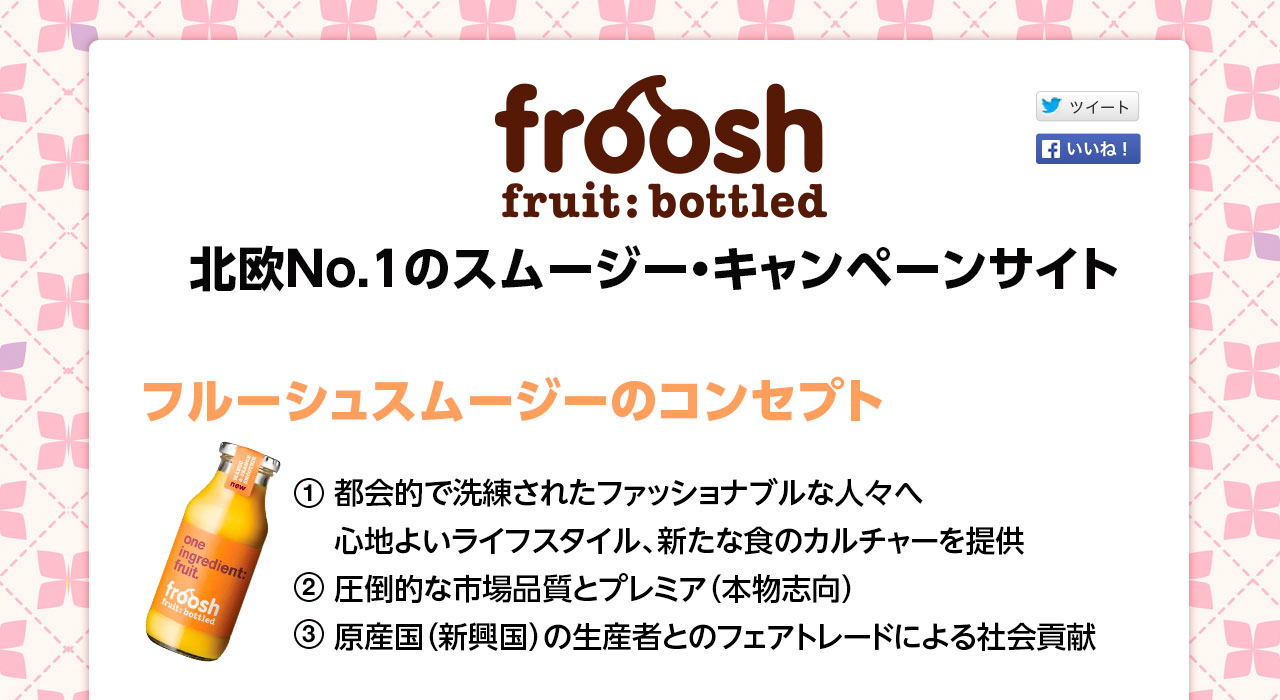 froosh
fruit: bottled
ツイート
いいね！
北欧No.1のスムージー・キャンペーンサイト
フルーシュスムージーのコンセプト
① 都会的で洗練されたファッショナブルな人々へ
心地よいライフスタイル、新たな食のカルチャーを提供
② 圧倒的な市場品質とプレミア（本物志向）
③ 原産国（新興国）の生産者とのフェアトレードによる社会貢献
new
one
ingredient:
fruit.
froosh
fruit: bottled